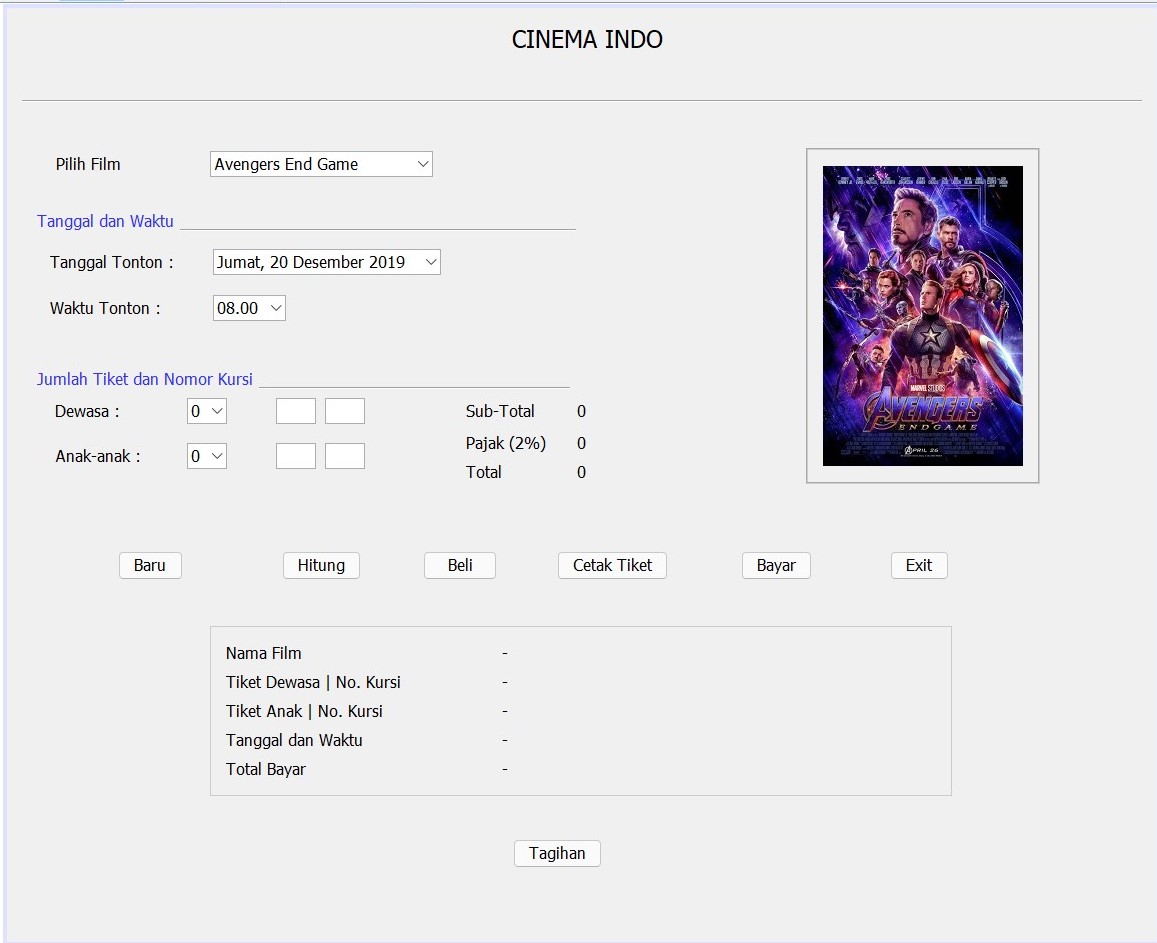 CINEMA INDO
Pilih Film Avengers End Game
Tanggal dan Waktu
Tanggal Tonton : Jumat, 20 Desember 2019
Waktu Tonton : 08.00
Jumlah Tiket dan Nomor Kursi
Dewasa : 0 Sub-Total 0
Pajak (2%) 0
Anak-anak : 0
Total 0
MARVEL STUDIOS
AVENGERS
ENDGAME
APRIL 26
Baru Hitung Beli Cetak Tiket Bayar Exit
Nama Film -
Tiket Dewasa | No. Kursi -
Tiket Anak | No. Kursi -
Tanggal dan Waktu -
Total Bayar -
Tagihan